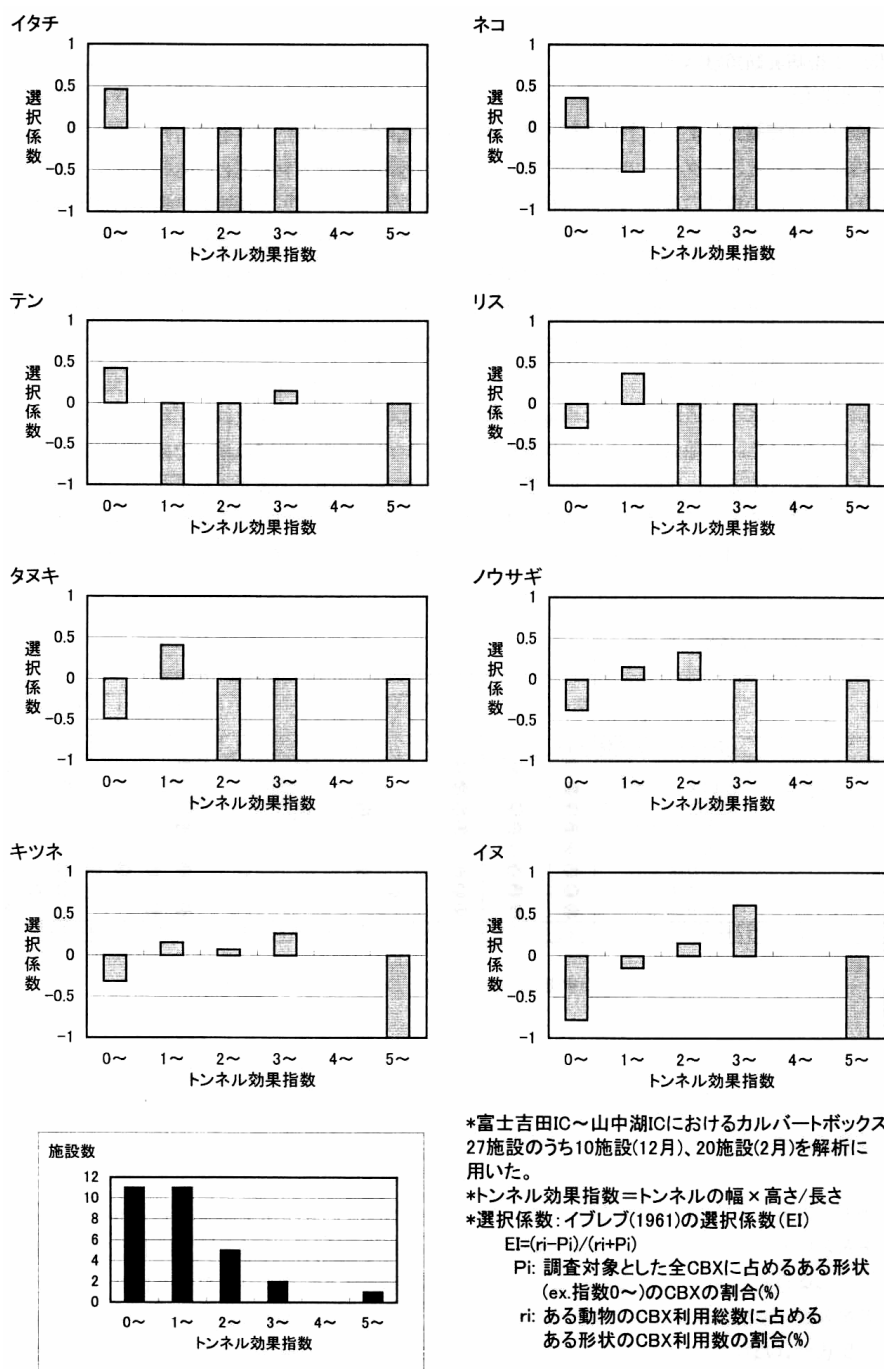 イタチ
1
0.5
0
-0.5
-1
選択係数
0～ 1～ 2～ 3～ 4～ 5～
トンネル効果指数
ネコ
1
0.5
0
-0.5
-1
選択係数
0～ 1～ 2～ 3～ 4～ 5～
トンネル効果指数
テン
1
0.5
0
-0.5
-1
選択係数
0～ 1～ 2～ 3～ 4～ 5～
トンネル効果指数
リス
1
0.5
0
-0.5
-1
選択係数
0～ 1～ 2～ 3～ 4～ 5～
トンネル効果指数
タヌキ
1
0.5
0
-0.5
-1
選択係数
0～ 1～ 2～ 3～ 4～ 5～
トンネル効果指数
ノウサギ
1
0.5
0
-0.5
-1
選択係数
0～ 1～ 2～ 3～ 4～ 5～
トンネル効果指数
キツネ
1
0.5
0
-0.5
-1
選択係数
0～ 1～ 2～ 3～ 4～ 5～
トンネル効果指数
イヌ
1
0.5
0
-0.5
-1
選択係数
0～ 1～ 2～ 3～ 4～ 5～
トンネル効果指数
施設数
12
10
8
6
4
2
0
0～ 1～ 2～ 3～ 4～ 5～
トンネル効果指数
*富士吉田IC～山中湖ICにおけるカルバートボックス
27施設のうち10施設(12月)、20施設(2月)を解析に
用いた。
*トンネル効果指数＝トンネルの幅×高さ/長さ
*選択係数：イブレブ(1961)の選択係数(EI)
EI=(ri-Pi)/(ri+Pi)
Pi: 調査対象とした全CBXに占めるある形状
(ex.指数0～)のCBXの割合(%)
ri: ある動物のCBX利用総数に占める
ある形状のCBX利用数の割合(%)